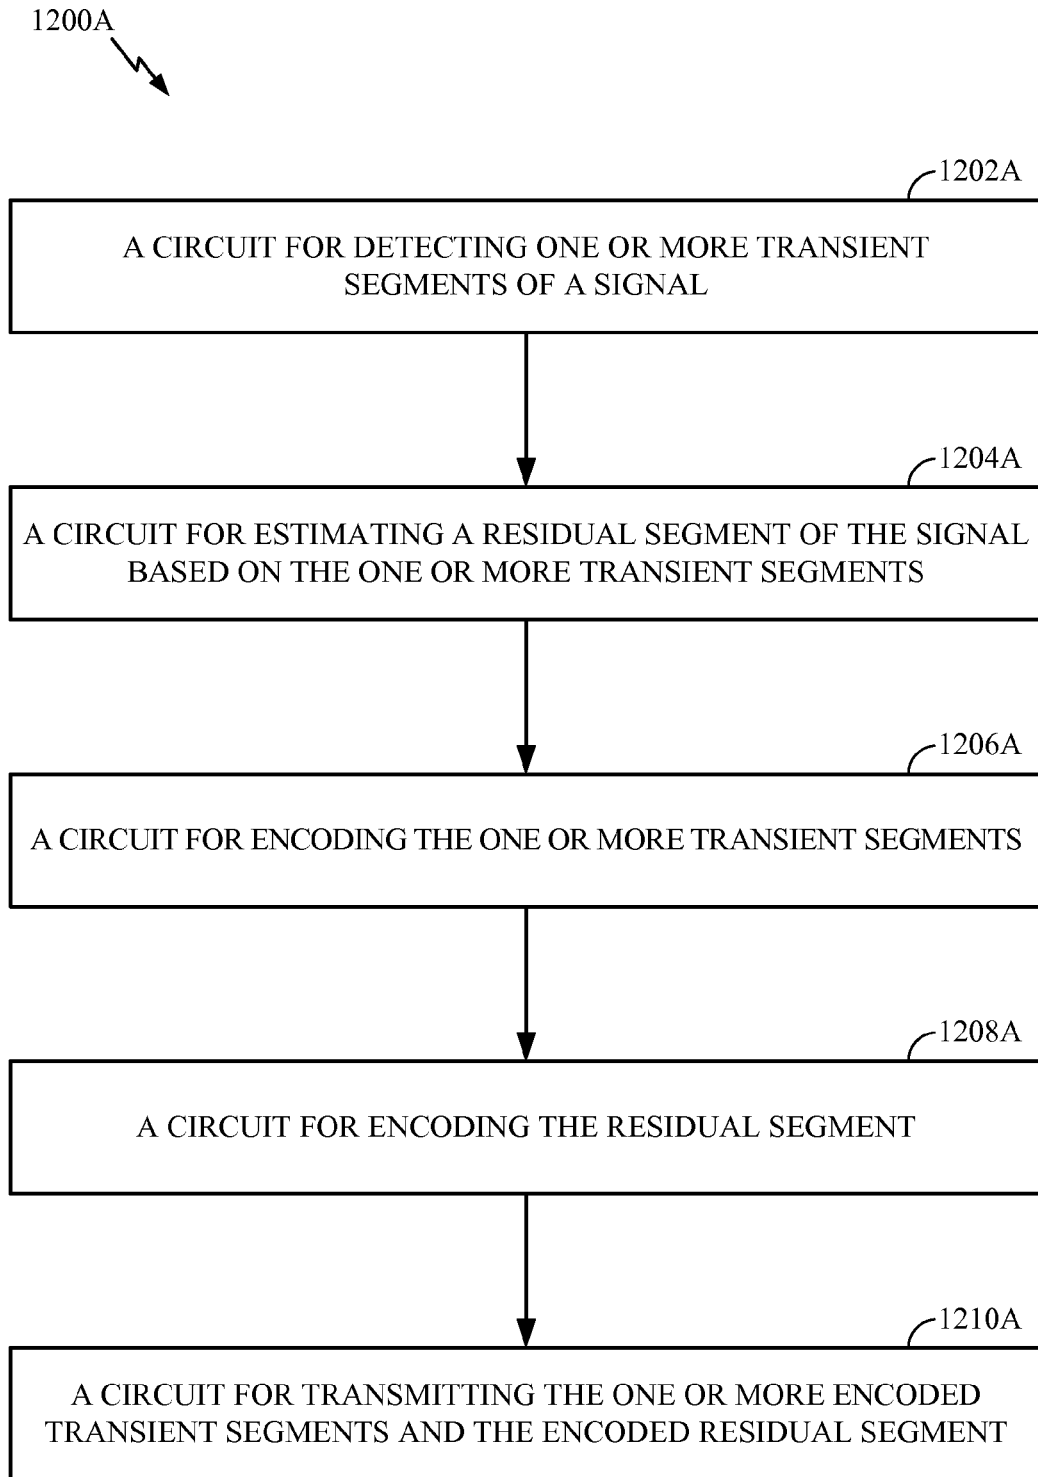 1200A
1202A
A CIRCUIT FOR DETECTING ONE OR MORE TRANSIENT
SEGMENTS OF A SIGNAL
1204A
A CIRCUIT FOR ESTIMATING A RESIDUAL SEGMENT OF THE SIGNAL
BASED ON THE ONE OR MORE TRANSIENT SEGMENTS
1206A
A CIRCUIT FOR ENCODING THE ONE OR MORE TRANSIENT SEGMENTS
1208A
A CIRCUIT FOR ENCODING THE RESIDUAL SEGMENT
1210A
A CIRCUIT FOR TRANSMITTING THE ONE OR MORE ENCODED
TRANSIENT SEGMENTS AND THE ENCODED RESIDUAL SEGMENT